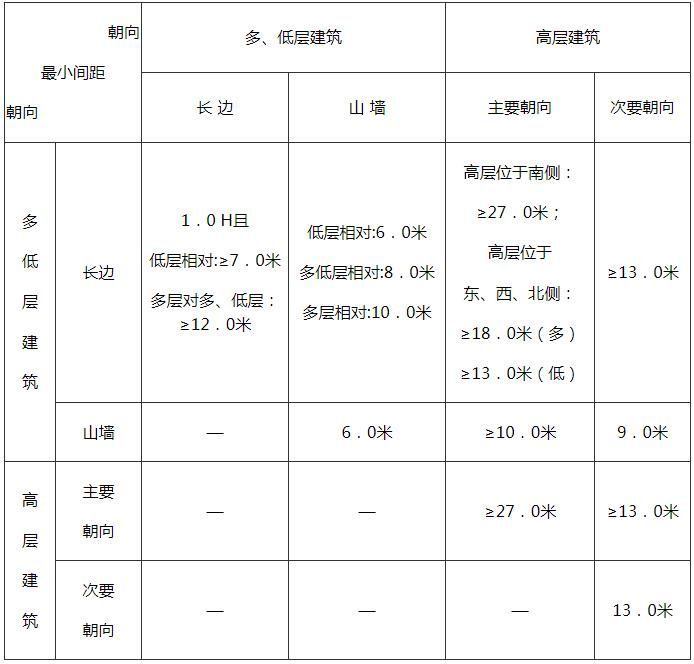 朝向
最小间距
朝向
多、低层建筑
高层建筑
长 边
山 墙
主要朝向
次要朝向
多
低
层
建
筑
长边
1．0 H且
低层相对:≥7．0米
多层对多、低层：
≥12．0米
低层相对:6．0米
多低层相对:8．0米
多层相对:10．0米
高层位于南侧：
≥27．0米；
高层位于
东、西、北侧：
≥18．0米（多）
≥13．0米（低）
≥13．0米
山墙
—
6．0米
≥10．0米
9．0米
高
层
建
筑
主要
朝向
—
—
≥27．0米
≥13．0米
次要
朝向
—
—
—
13．0米